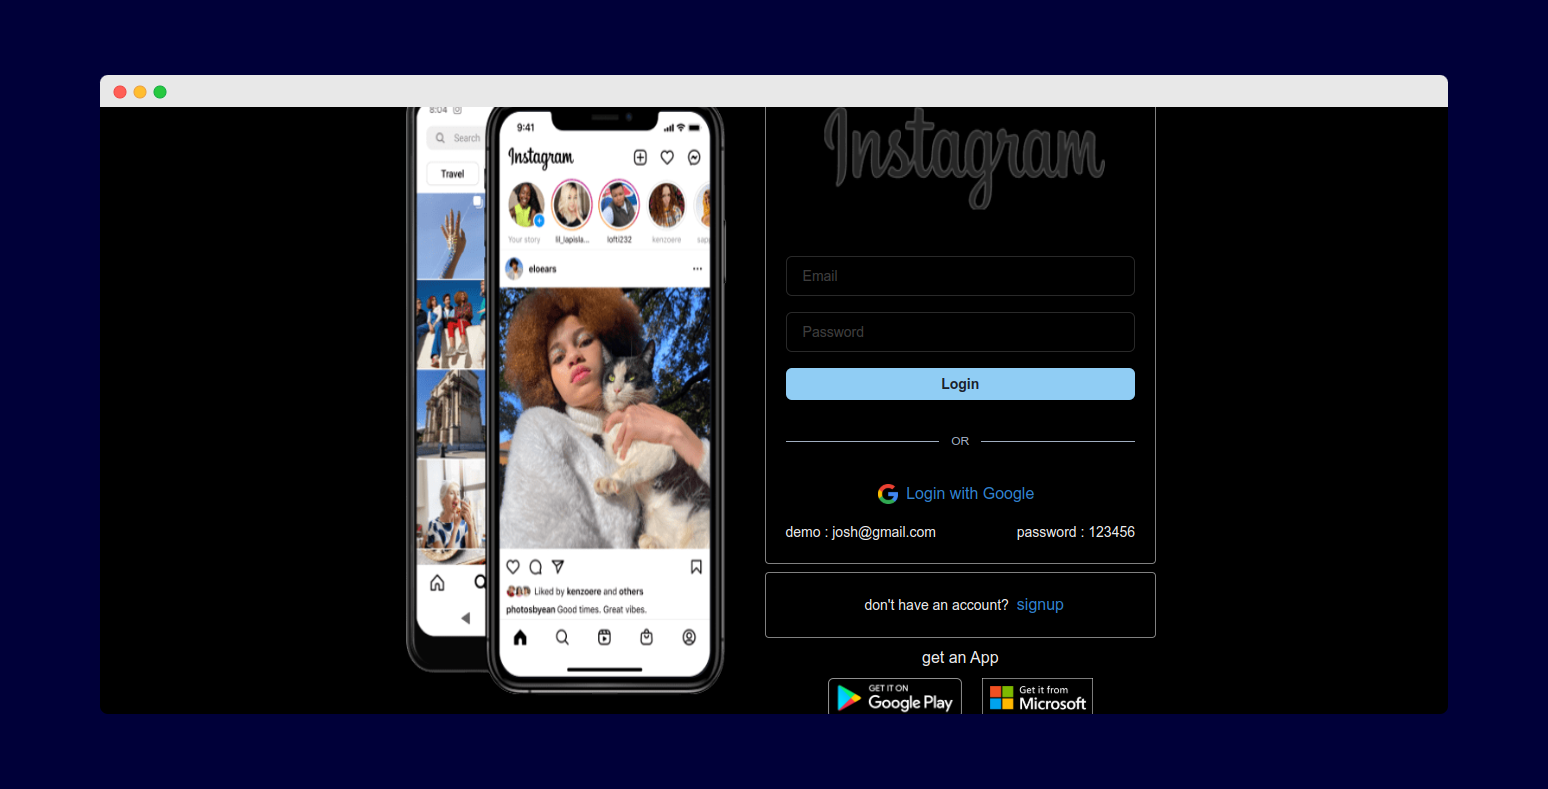 8:04
Search
Travel
9:41
Instagram
Your story
lil_lapisla...
lofti232
kenzoere
sap
eloears
Liked by kenzoere and others
photosbyean Good times. Great vibes.
Instagram
Email
Password
Login
OR
Login with Google
demo : josh@gmail.com
password : 123456
don't have an account? signup
get an App
GET IT ON
Google Play
Get it from
Microsoft